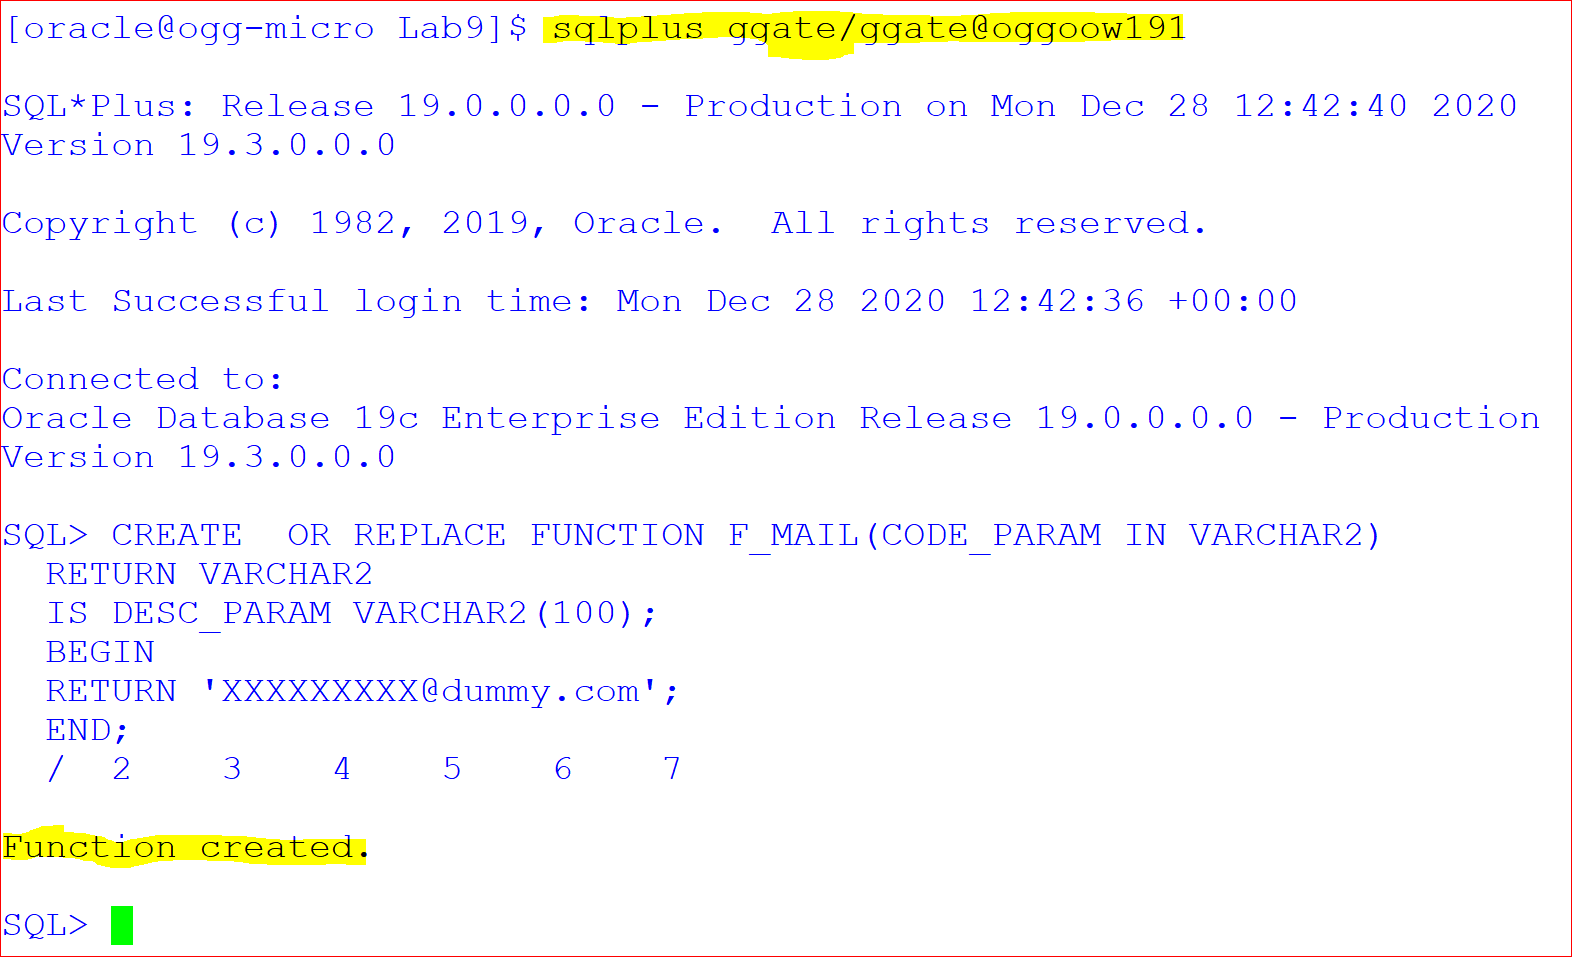 [oracle@ogg-micro Lab9]$ sqlplus ggate/ggate@oggoow191
SQL*Plus: Release 19.0.0.0.0 - Production on Mon Dec 28 12:42:40 2020
Version 19.3.0.0.0
Copyright (c) 1982, 2019, Oracle.  All rights reserved.
Last Successful login time: Mon Dec 28 2020 12:42:36 +00:00
Connected to:
Oracle Database 19c Enterprise Edition Release 19.0.0.0.0 - Production
Version 19.3.0.0.0
SQL> CREATE  OR REPLACE FUNCTION F_MAIL(CODE_PARAM IN VARCHAR2)
  RETURN VARCHAR2
  IS DESC_PARAM VARCHAR2(100);
  BEGIN
  RETURN 'XXXXXXXXX@dummy.com';
  END;
  /  2    3    4    5    6    7
Function created.
SQL>